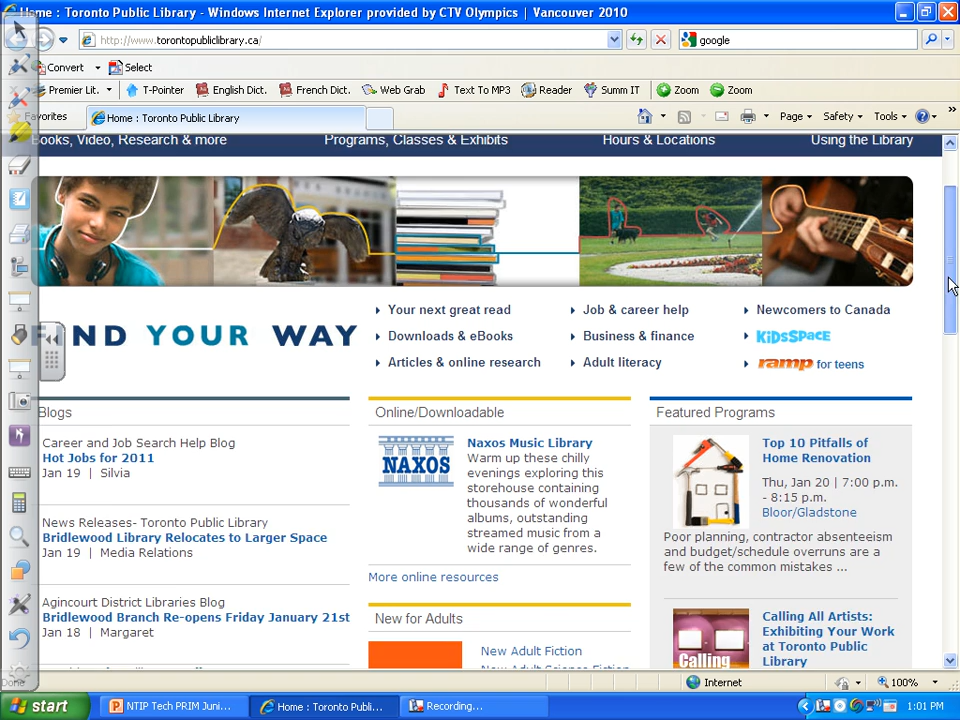 Home : Toronto Public Library - Windows Internet Explorer provided by CTV Olympics | Vancouver 2010
http://www.torontopubliclibrary.ca/
google
Convert Select
Premier Lit. T-Pointer English Dict. French Dict. Web Grab Text To MP3 Reader Summ IT Zoom Zoom
Favorites Home : Toronto Public Library Page Safety Tools
Books, Video, Research & more Programs, Classes & Exhibits Hours & Locations Using the Library
FIND YOUR WAY
Your next great read
Downloads & eBooks
Articles & online research
Job & career help
Business & finance
Adult literacy
Newcomers to Canada
KidsSpace
ramp for teens
Blogs
Career and Job Search Help Blog
Hot Jobs for 2011
Jan 19 | Silvia
News Releases- Toronto Public Library
Bridlewood Library Relocates to Larger Space
Jan 19 | Media Relations
Agincourt District Libraries Blog
Bridlewood Branch Re-opens Friday January 21st
Jan 18 | Margaret
Online/Downloadable
NAXOS
Naxos Music Library
Warm up these chilly
evenings exploring this
storehouse containing
thousands of wonderful
albums, outstanding
streamed music from a
wide range of genres.
More online resources
New for Adults
New Adult Fiction
New Adult Science Fiction
Featured Programs
Top 10 Pitfalls of
Home Renovation
Thu, Jan 20 | 7:00 p.m.
- 8:15 p.m.
Bloor/Gladstone
Poor planning, contractor absenteeism
and budget/schedule overruns are a
few of the common mistakes ...
Calling
Calling All Artists:
Exhibiting Your Work
at Toronto Public
Library
Done Internet 100%
start NTIP Tech PRIM Juni... Home : Toronto Publi... Recording... 1:01 PM